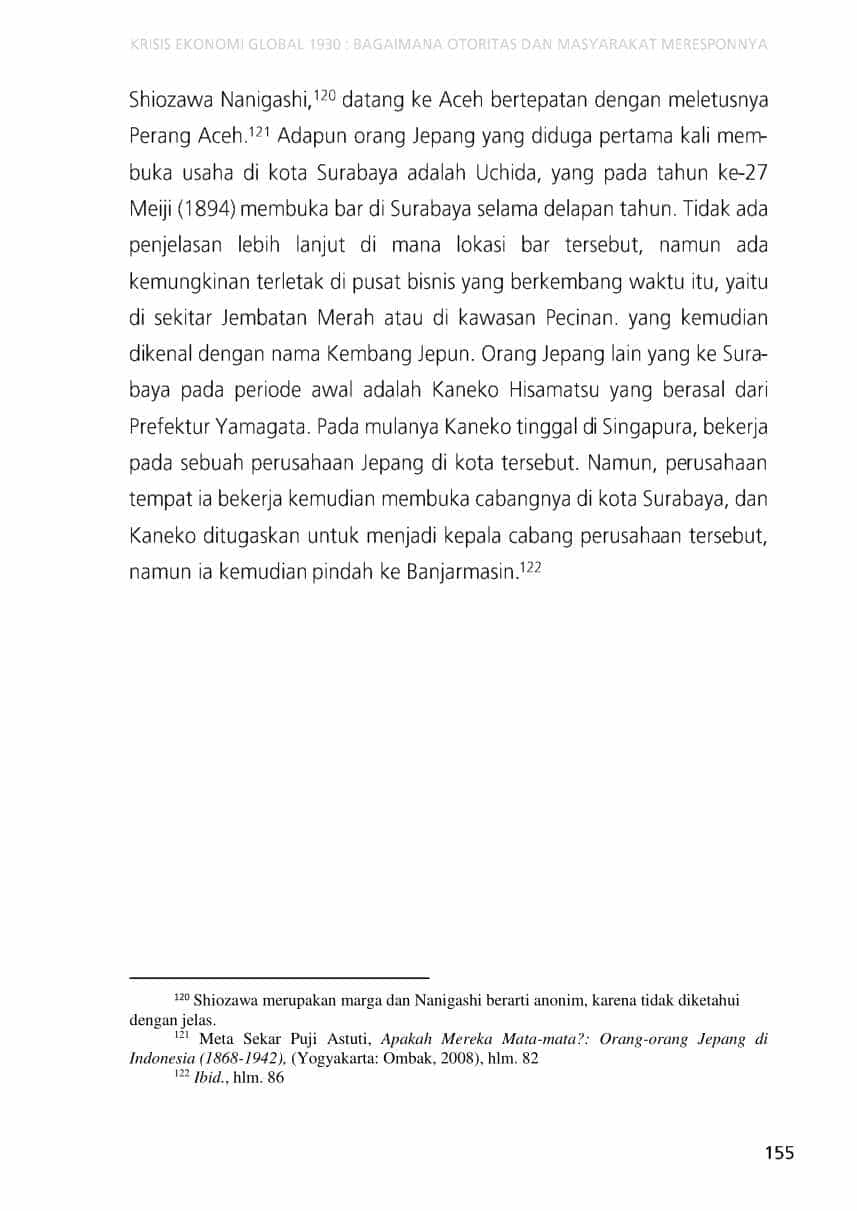 KRISIS EKONOMI GLOBAL 1930 : BAGAIMANA OTORITAS DAN MASYARAKAT MERESPONNYA
Shiozawa Nanigashi,¹²⁰ datang ke Aceh bertepatan dengan meletusnya
Perang Aceh.¹²¹ Adapun orang Jepang yang diduga pertama kali mem-
buka usaha di kota Surabaya adalah Uchida, yang pada tahun ke-27
Meiji (1894) membuka bar di Surabaya selama delapan tahun. Tidak ada
penjelasan lebih lanjut di mana lokasi bar tersebut, namun ada
kemungkinan terletak di pusat bisnis yang berkembang waktu itu, yaitu
di sekitar Jembatan Merah atau di kawasan Pecinan. yang kemudian
dikenal dengan nama Kembang Jepun. Orang Jepang lain yang ke Sura-
baya pada periode awal adalah Kaneko Hisamatsu yang berasal dari
Prefektur Yamagata. Pada mulanya Kaneko tinggal di Singapura, bekerja
pada sebuah perusahaan Jepang di kota tersebut. Namun, perusahaan
tempat ia bekerja kemudian membuka cabangnya di kota Surabaya, dan
Kaneko ditugaskan untuk menjadi kepala cabang perusahaan tersebut,
namun ia kemudian pindah ke Banjarmasin.¹²²
¹²⁰ Shiozawa merupakan marga dan Nanigashi berarti anonim, karena tidak diketahui
dengan jelas.
¹²¹ Meta Sekar Puji Astuti, Apakah Mereka Mata-mata?: Orang-orang Jepang di
Indonesia (1868-1942), (Yogyakarta: Ombak, 2008), hlm. 82
¹²² Ibid., hlm. 86
155